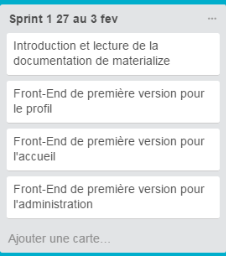 Sprint 1 27 au 3 fev
Introduction et lecture de la
documentation de materialize
Front-End de première version pour
le profil
Front-End de première version pour
l'accueil
Front-End de première version pour
l'administration
Ajouter une carte...